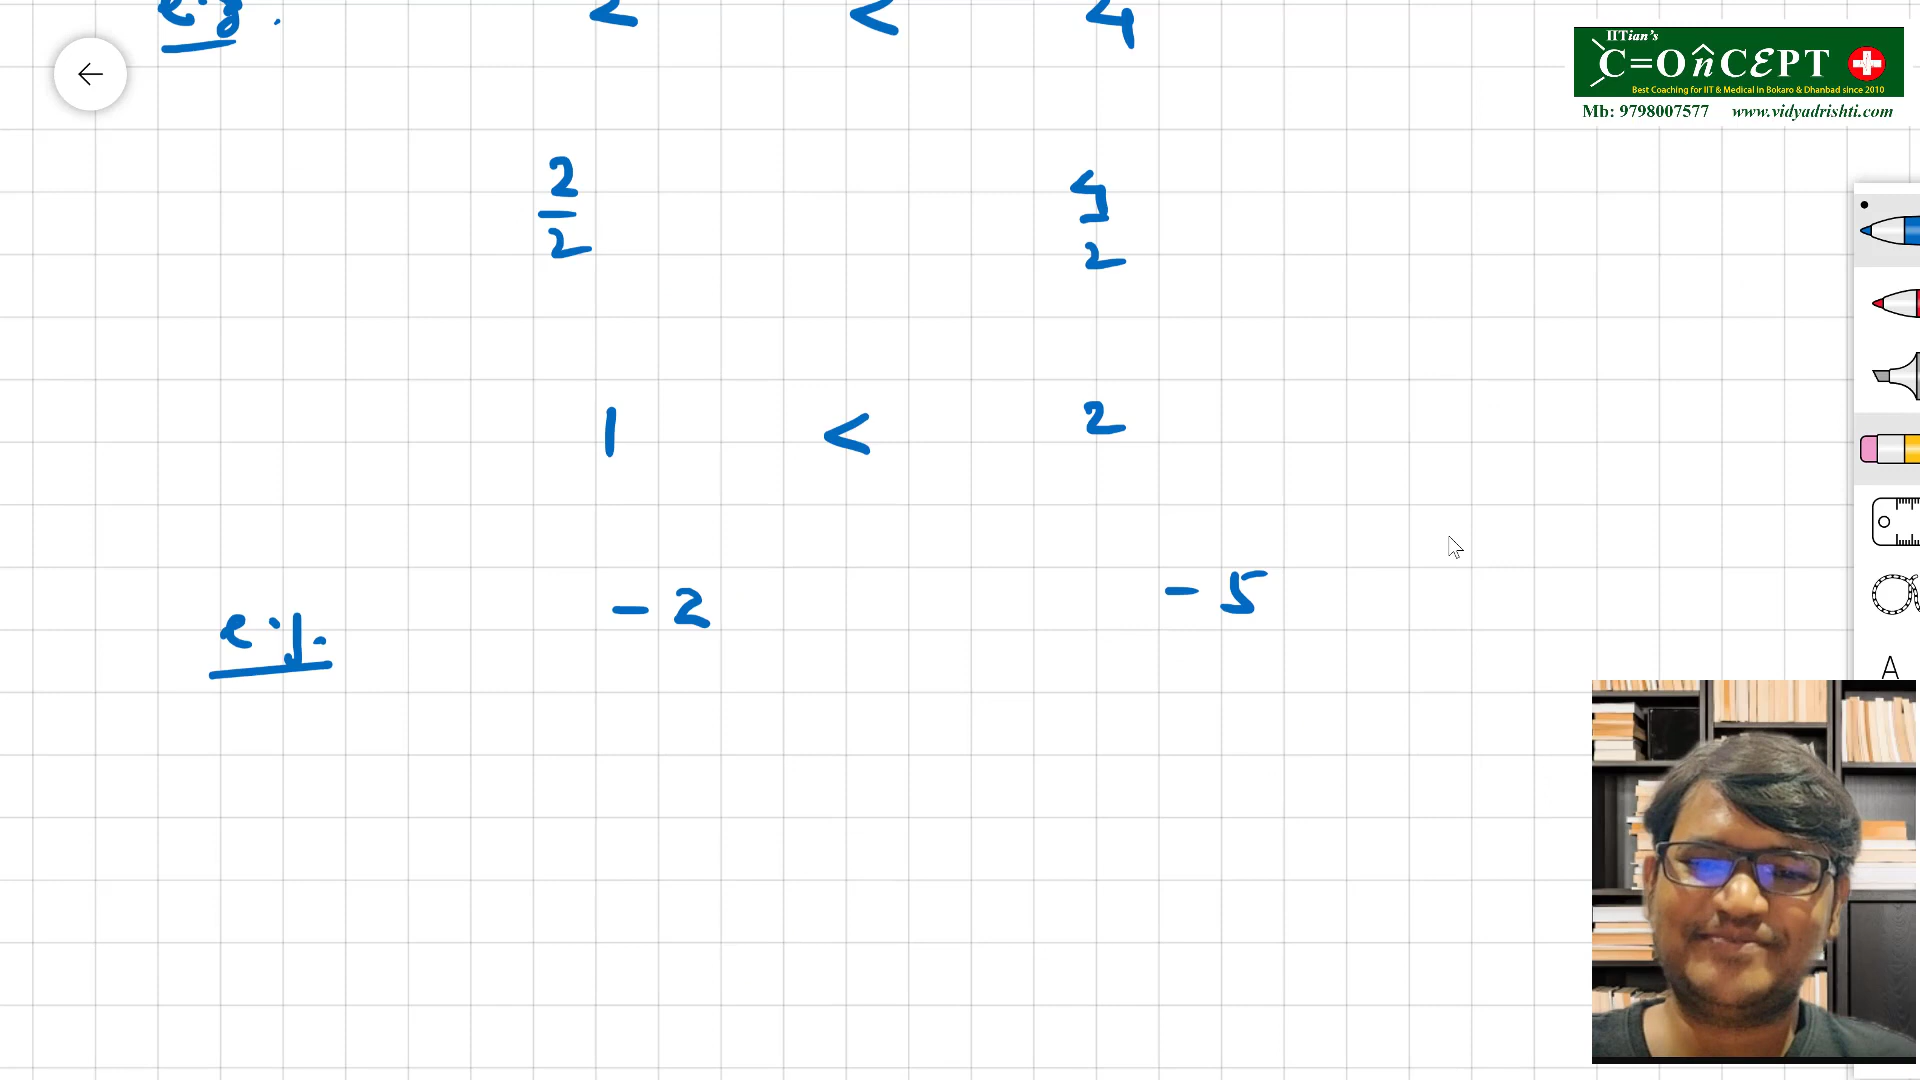 e.g. 2 < 4
IITian's
CONCEPT
Best Coaching for IIT & Medical in Bokaro & Dhanbad since 2010
Mb: 9798007577 www.vidyadrishti.com
2 4
2 2
1 < 2
e.g. - 2 - 5
A